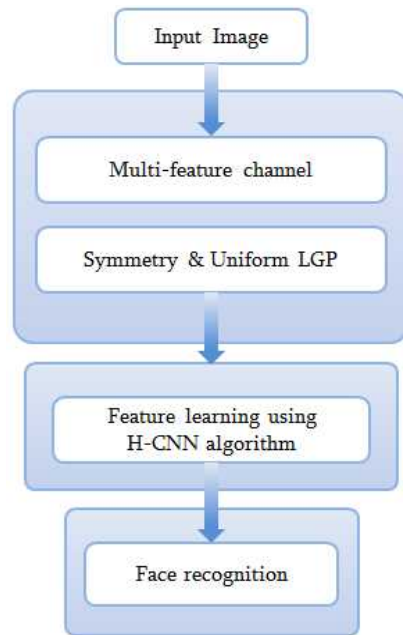 Input Image
Multi-feature channel
Symmetry & Uniform LGP
Feature learning using
H-CNN algorithm
Face recognition